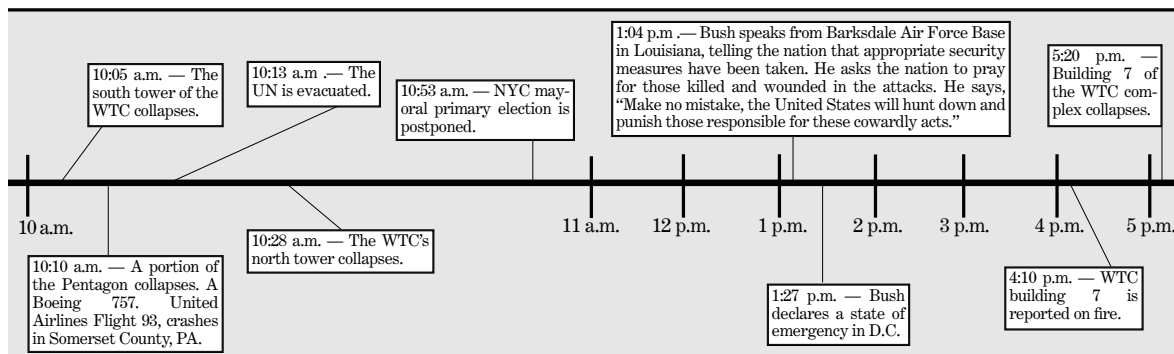 10:05 a.m. — The
south tower of the
WTC collapses.
10:13 a.m .— The
UN is evacuated.
10:53 a.m. — NYC may-
oral primary election is
postponed.
1:04 p.m .— Bush speaks from Barksdale Air Force Base
in Louisiana, telling the nation that appropriate security
measures have been taken. He asks the nation to pray
for those killed and wounded in the attacks. He says,
“Make no mistake, the United States will hunt down and
punish those responsible for these cowardly acts.”
5:20 p.m. —
Building 7 of
the WTC com-
plex collapses.
10 a.m.
11 a.m.
12 p.m.
1 p.m.
2 p.m.
3 p.m.
4 p.m.
5 p.m.
10:10 a.m. — A portion of
the Pentagon collapses. A
Boeing 757. United
Airlines Flight 93, crashes
in Somerset County, PA.
10:28 a.m. — The WTC’s
north tower collapses.
1:27 p.m. — Bush
declares a state of
emergency in D.C.
4:10 p.m. — WTC
building 7 is
reported on fire.